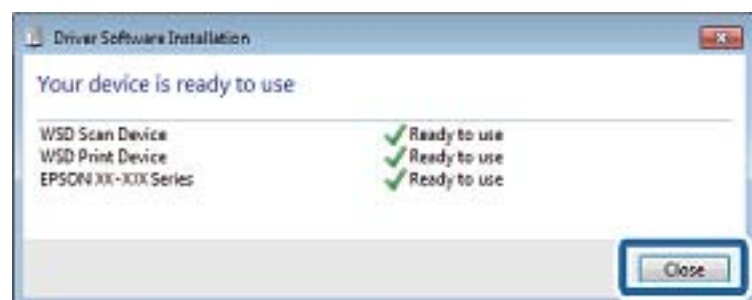 Driver Software Installation
Your device is ready to use
WSD Scan Device Ready to use
WSD Print Device Ready to use
EPSON XX-XXX Series Ready to use
Close